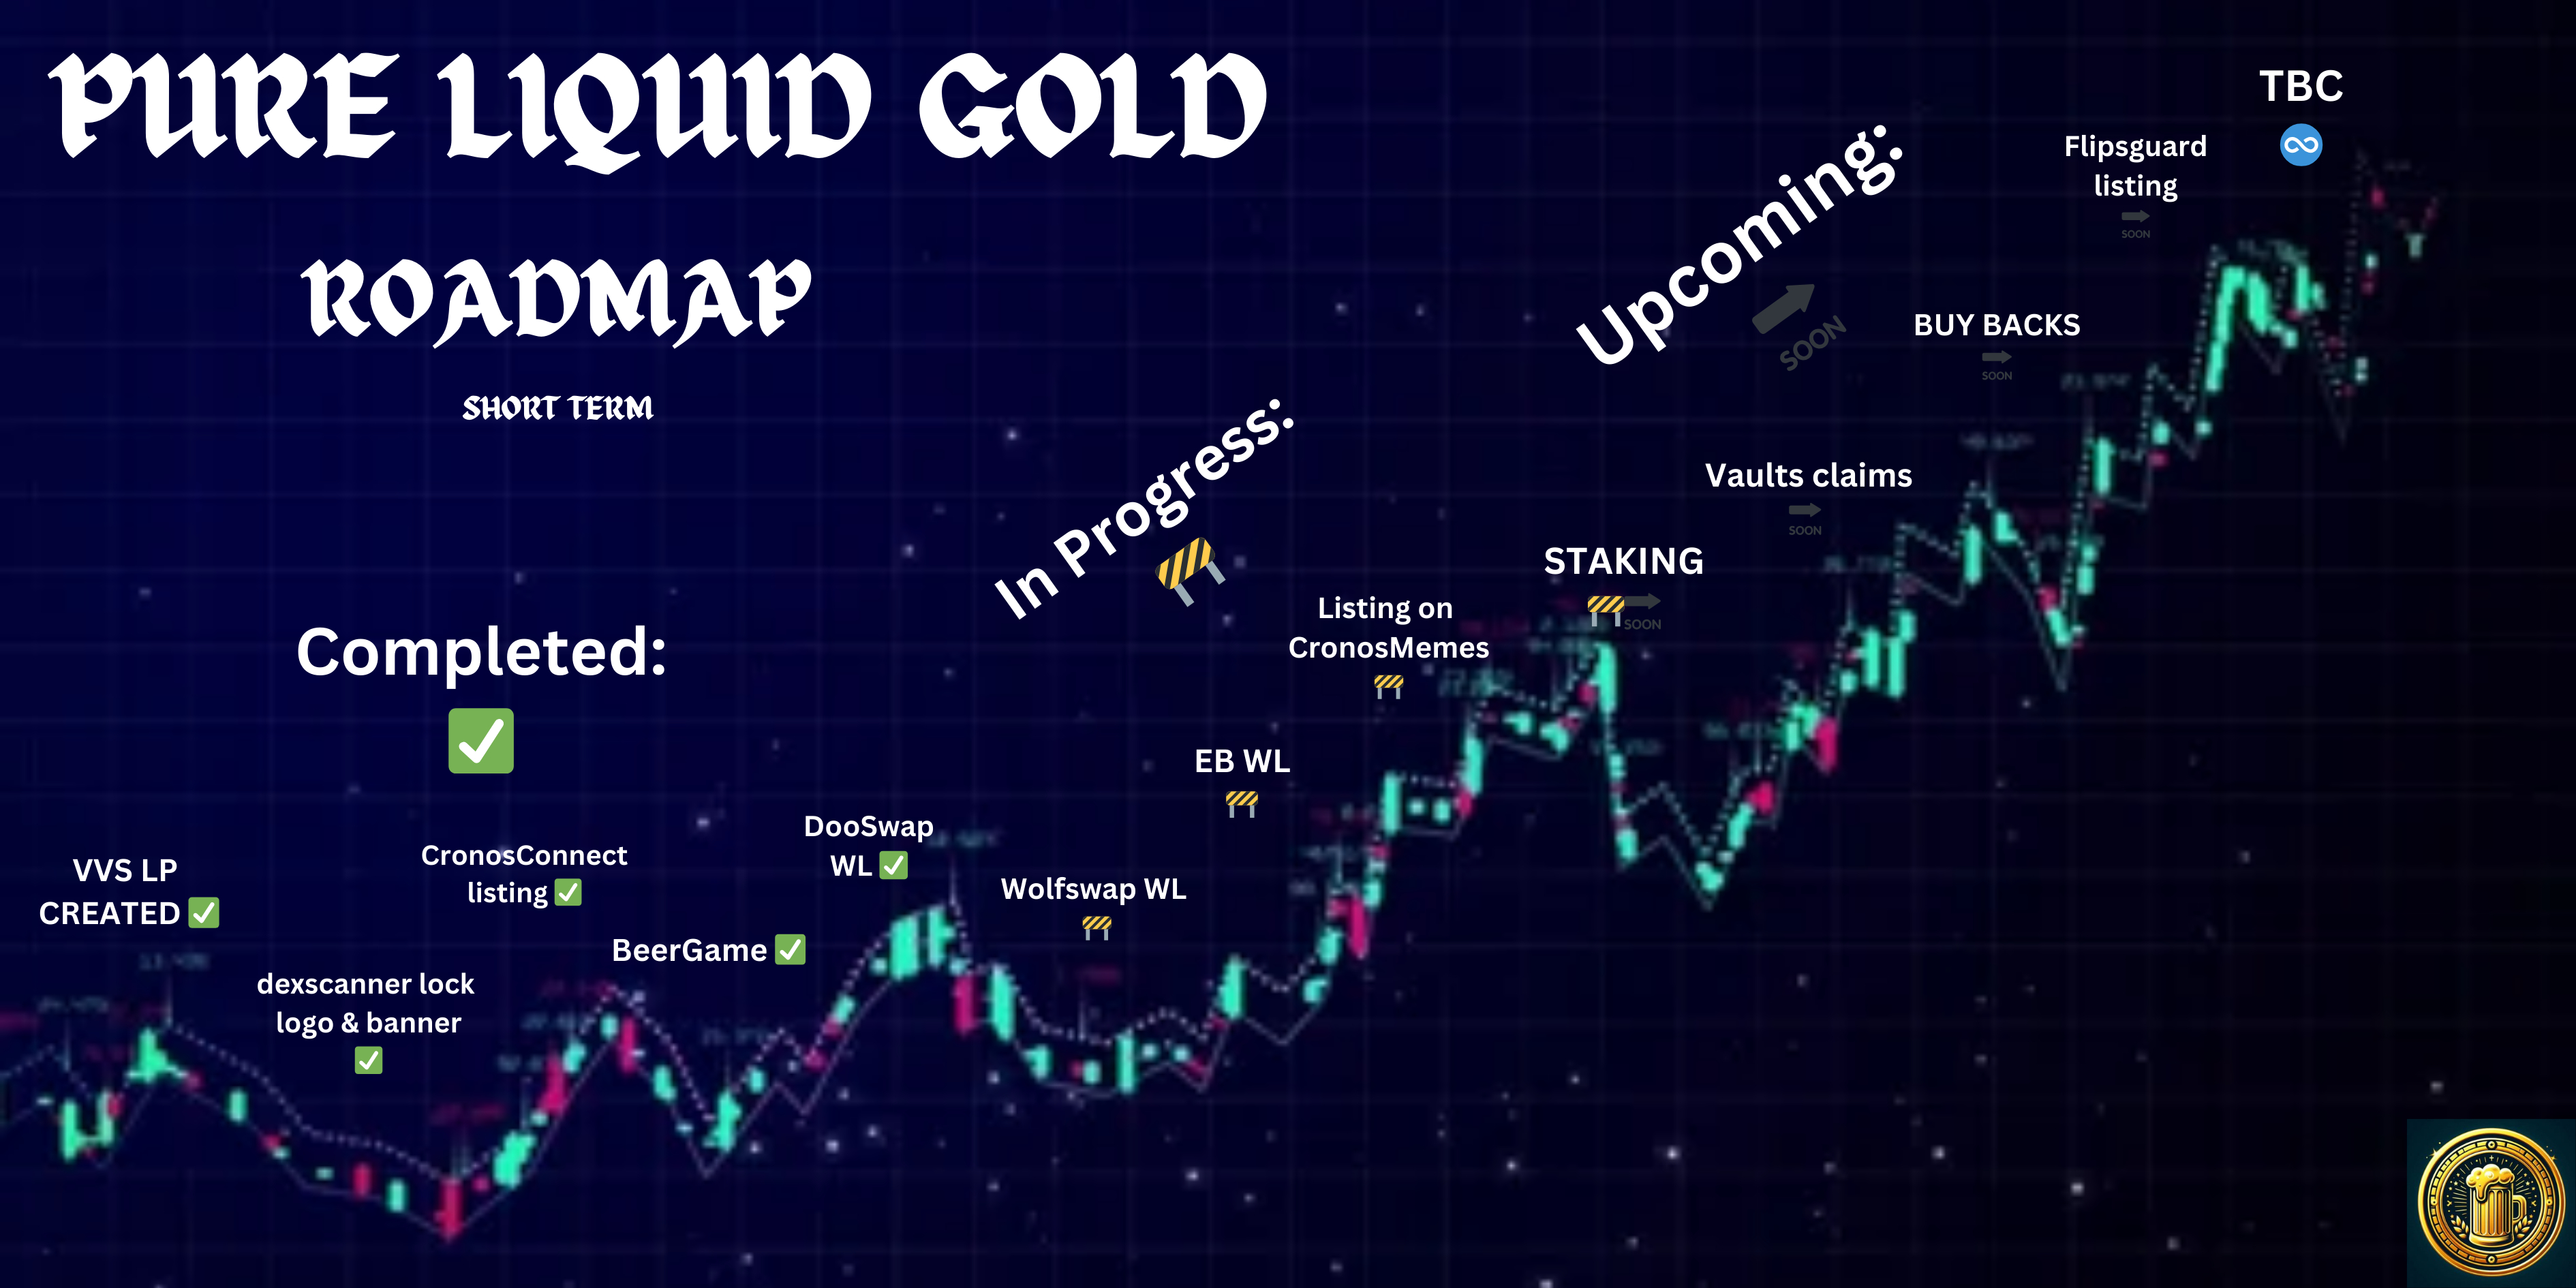 PURE LIQUID GOLD
ROADMAP
SHORT TERM
Completed:
VVS LP
CREATED
dexscanner lock
logo & banner
CronosConnect
listing
BeerGame
DooSwap
WL
In Progress:
Wolfswap WL
EB WL
Listing on
CronosMemes
STAKING
SOON
Upcoming:
SOON
Vaults claims
SOON
BUY BACKS
SOON
Flipsguard
listing
SOON
TBC